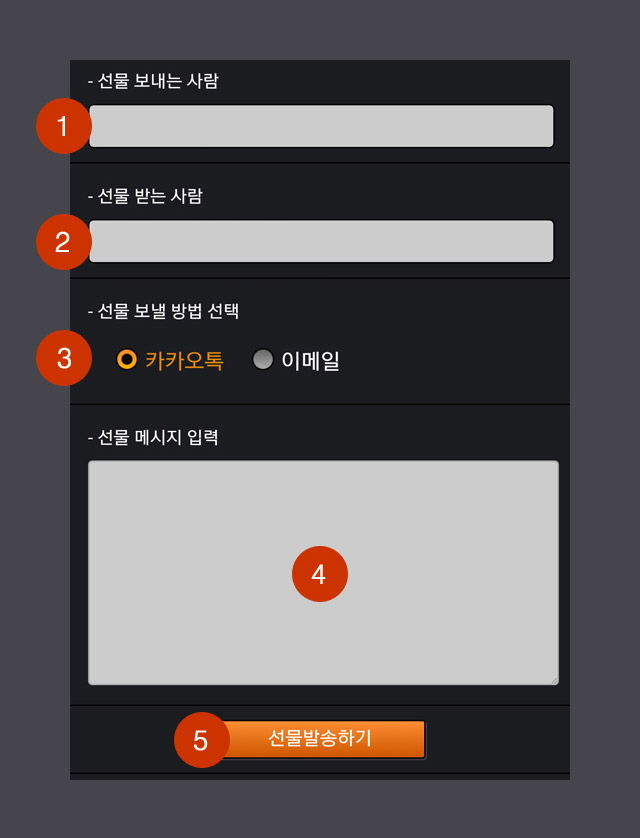 - 선물 보내는 사람
1
- 선물 받는 사람
2
- 선물 보낼 방법 선택
3 카카오톡 이메일
- 선물 메시지 입력
4
5 선물발송하기